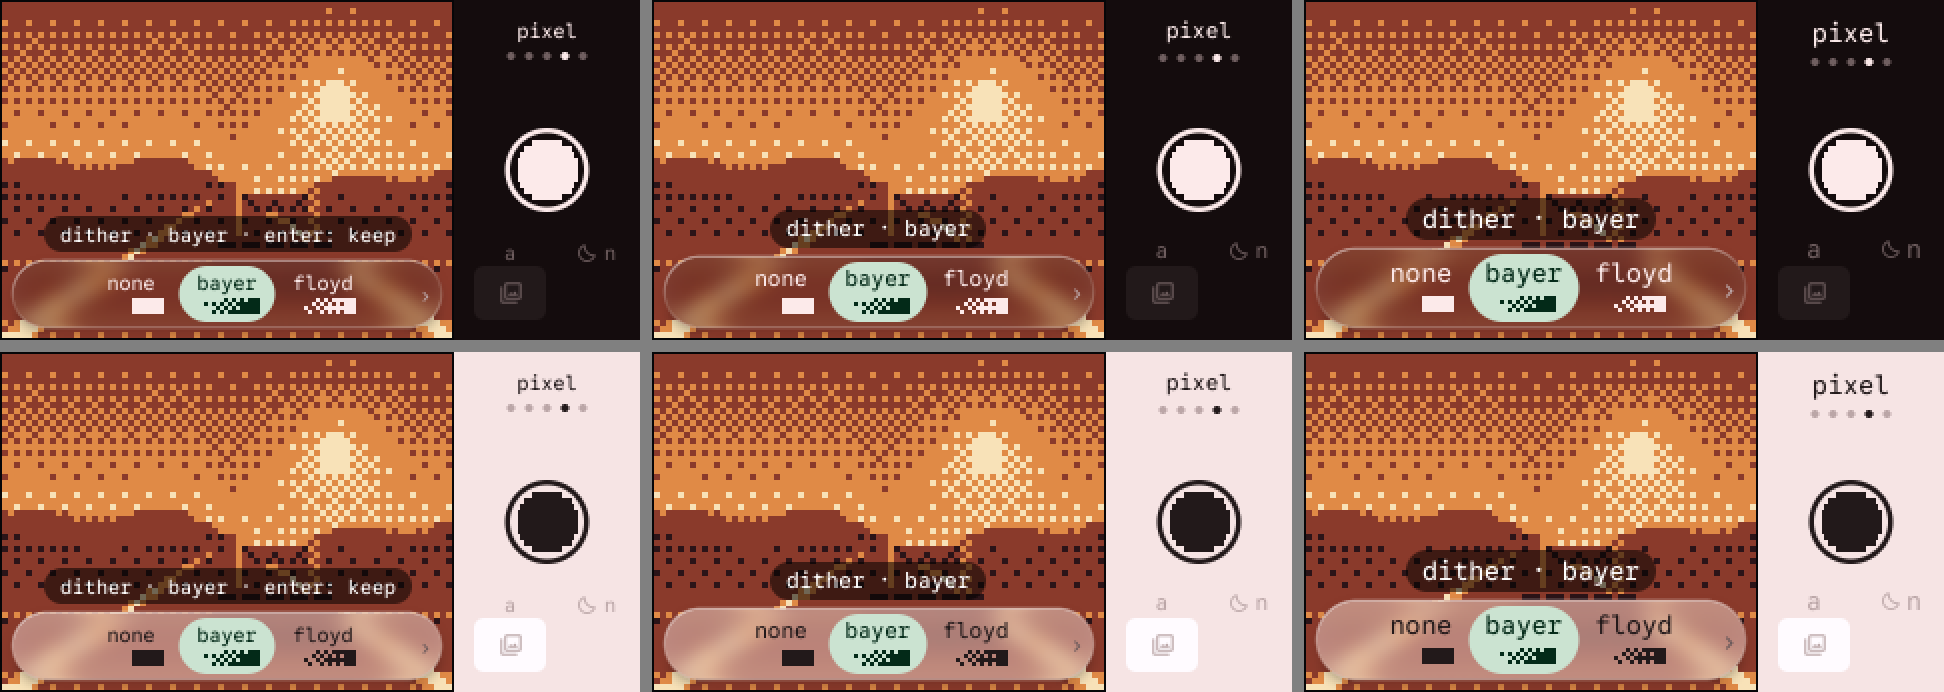 pixel
dither · bayer · enter: keep
a n
none bayer floyd ›
pixel
dither · bayer
a n
none bayer floyd ›
pixel
dither · bayer
a n
none bayer floyd ›
pixel
dither · bayer · enter: keep
a n
none bayer floyd ›
pixel
dither · bayer
a n
none bayer floyd ›
pixel
dither · bayer
a n
none bayer floyd ›